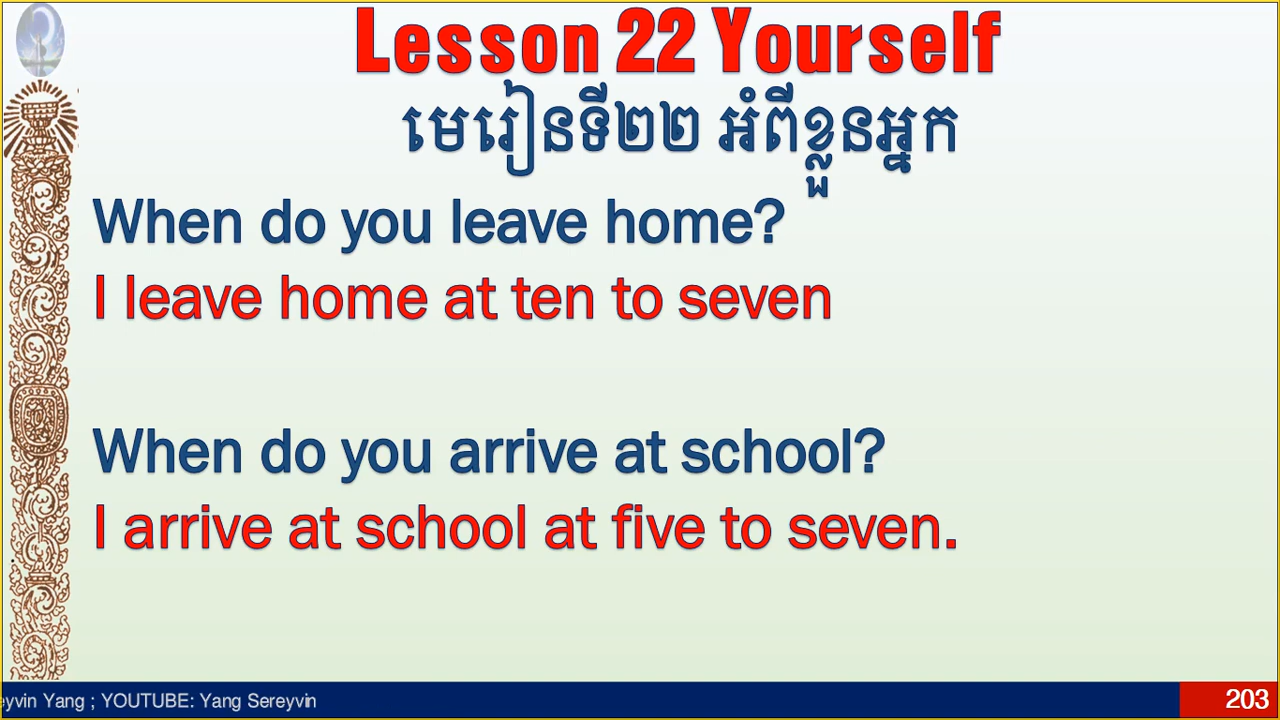 Lesson 22 Yourself
មេរៀនទី២២ អំពីខ្លួនអ្នក
When do you leave home?
I leave home at ten to seven
When do you arrive at school?
I arrive at school at five to seven.
Yang ; YOUTUBE: Yang Sereyvin
203